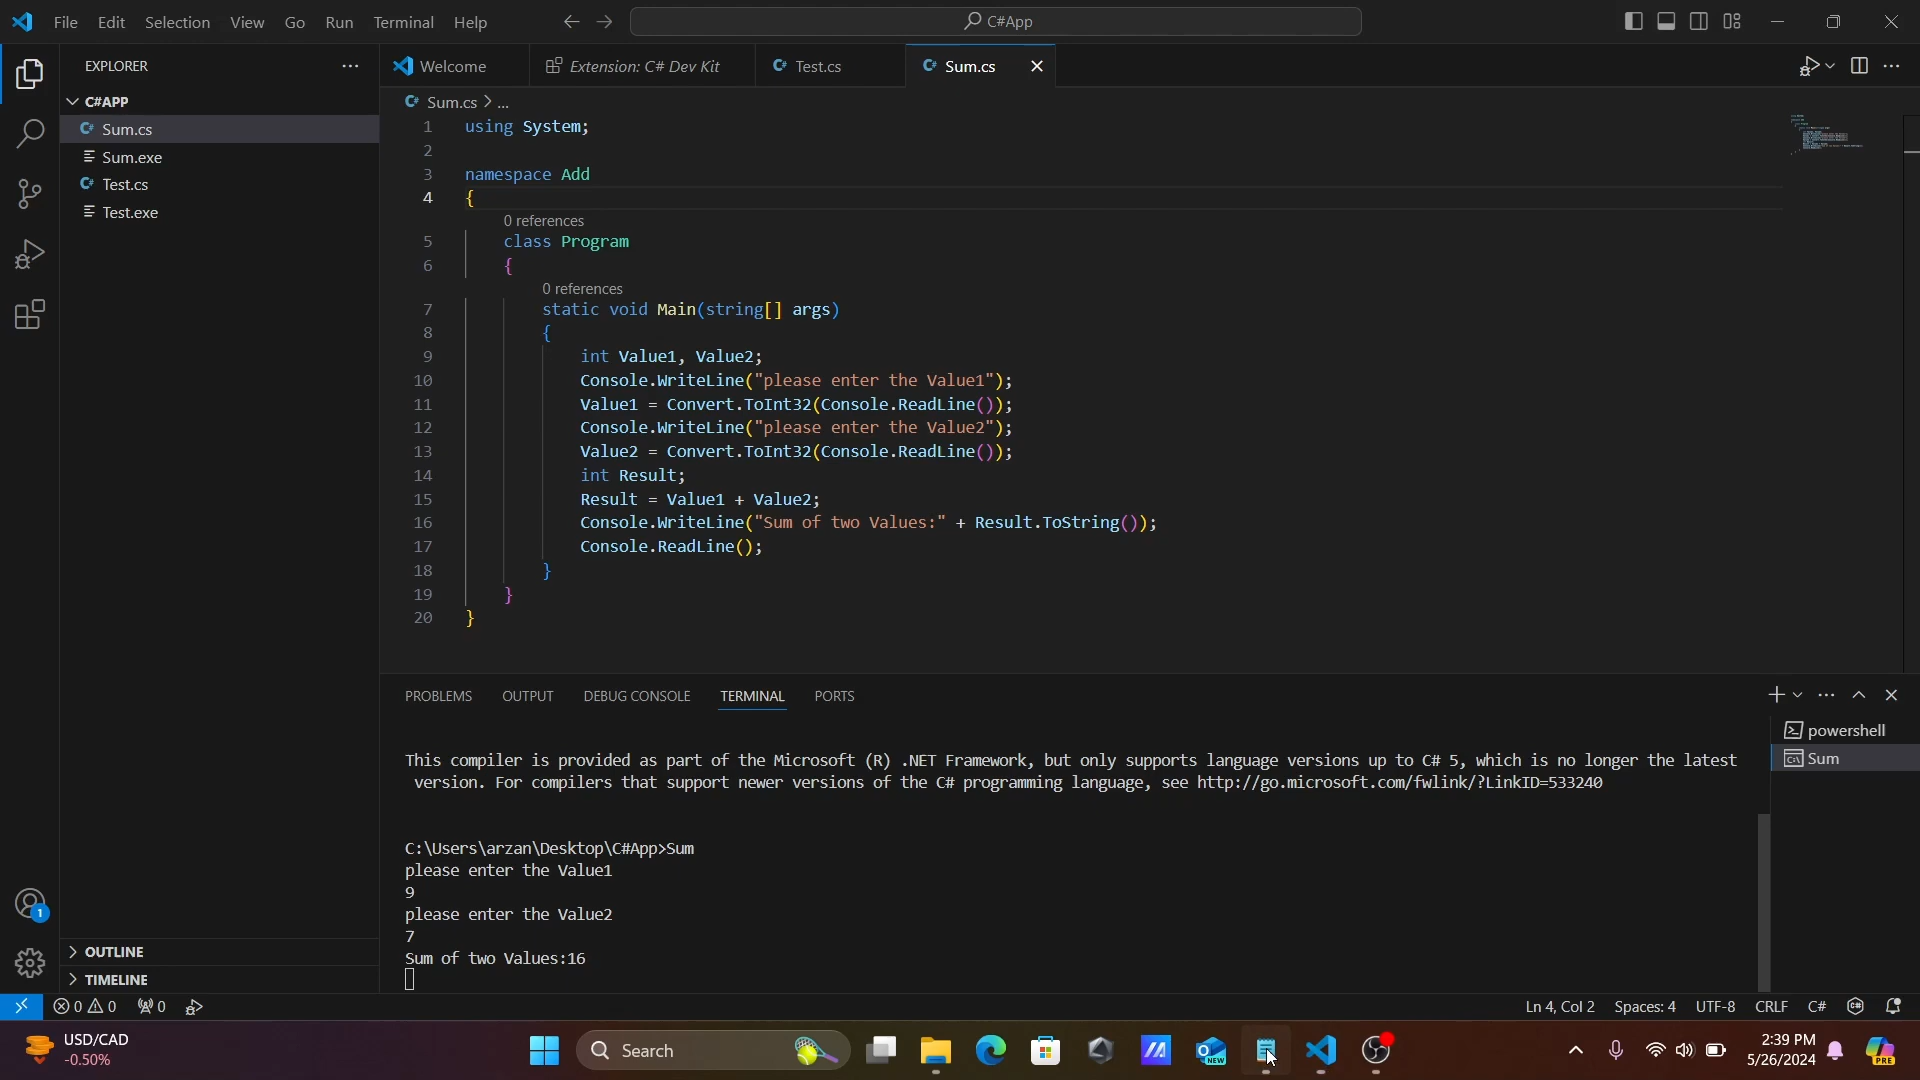 File Edit Selection View Go Run Terminal Help
C#App
EXPLORER
Welcome
Extension: C# Dev Kit
Test.cs
Sum.cs
C#APP
Sum.cs
Sum.exe
Test.cs
Test.exe
Sum.cs > ...
1 using System;
2
3 namespace Add
4 {
0 references
5 class Program
6 {
0 references
7 static void Main(string[] args)
8 {
9 int Value1, Value2;
10 Console.WriteLine("please enter the Value1");
11 Value1 = Convert.ToInt32(Console.ReadLine());
12 Console.WriteLine("please enter the Value2");
13 Value2 = Convert.ToInt32(Console.ReadLine());
14 int Result;
15 Result = Value1 + Value2;
16 Console.WriteLine("Sum of two Values:" + Result.ToString());
17 Console.ReadLine();
18 }
19 }
20 }
PROBLEMS OUTPUT DEBUG CONSOLE TERMINAL PORTS
powershell
Sum
This compiler is provided as part of the Microsoft (R) .NET Framework, but only supports language versions up to C# 5, which is no longer the latest
version. For compilers that support newer versions of the C# programming language, see http://go.microsoft.com/fwlink/?LinkID=533240
C:\Users\arzan\Desktop\C#App>Sum
please enter the Value1
9
please enter the Value2
7
Sum of two Values:16
1
OUTLINE
TIMELINE
0 0 0
Ln 4, Col 2 Spaces: 4 UTF-8 CRLF C#
USD/CAD
-0.50%
Search
NEW
2:39 PM
5/26/2024
PRE